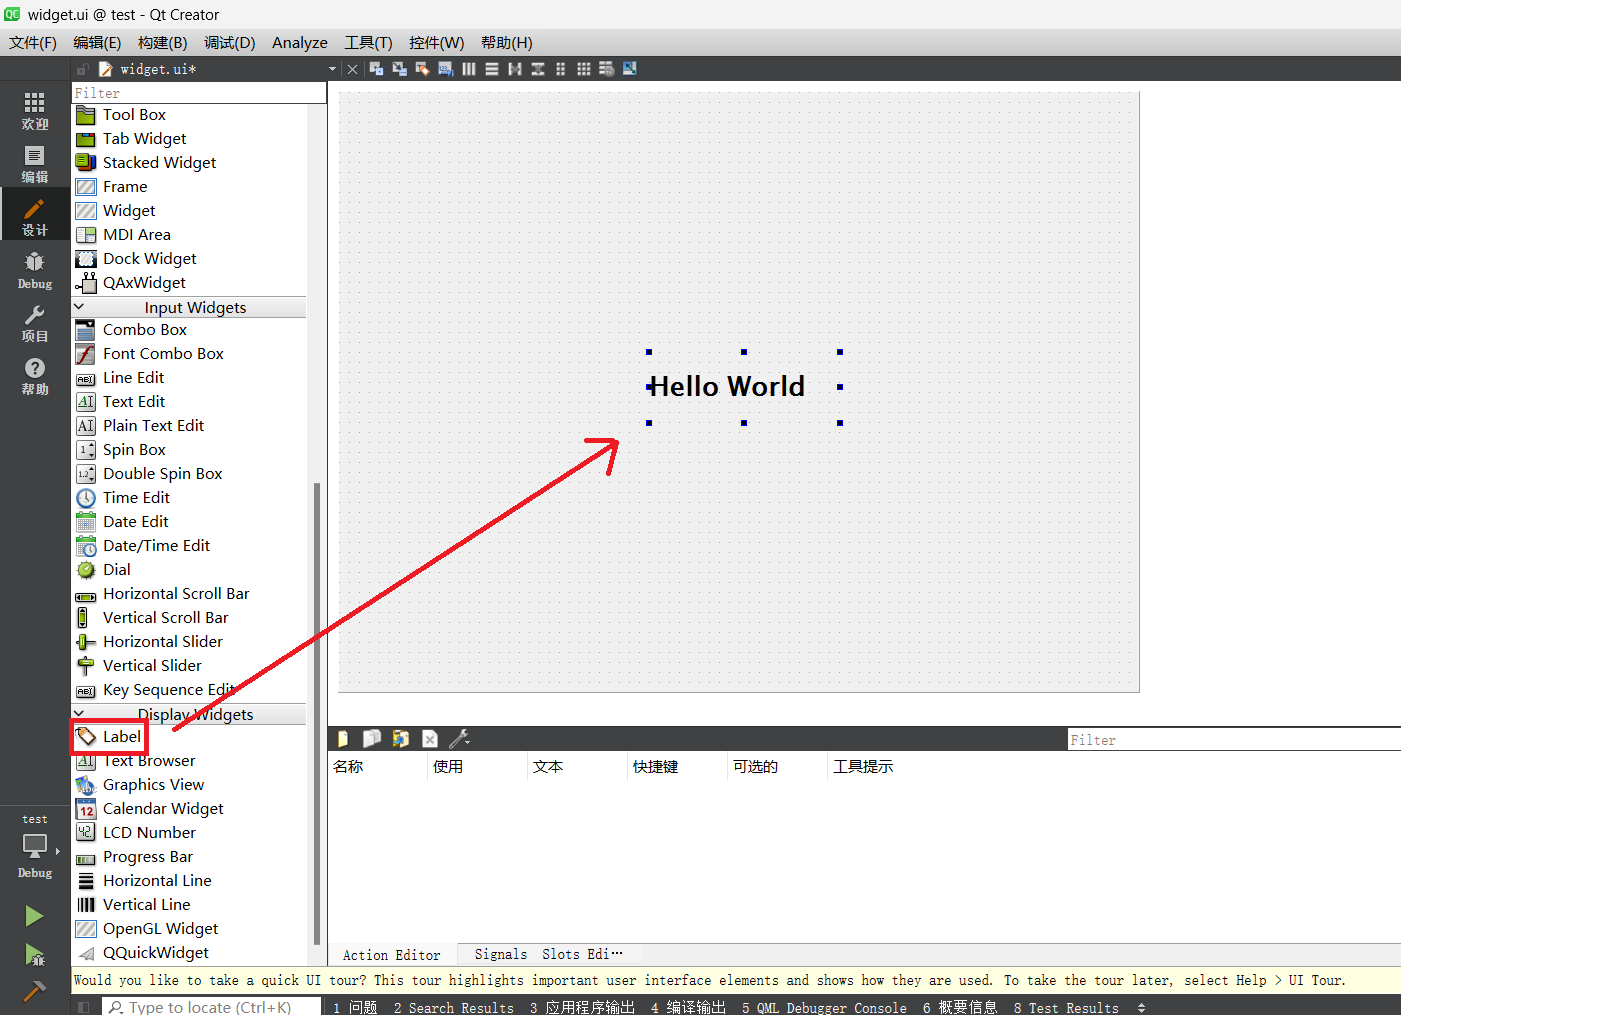 widget.ui @ test - Qt Creator
文件(F) 编辑(E) 构建(B) 调试(D) Analyze 工具(T) 控件(W) 帮助(H)
widget.ui*
Filter
欢迎
编辑
设计
Debug
项目
帮助
test
Debug
Tool Box
Tab Widget
Stacked Widget
Frame
Widget
MDI Area
Dock Widget
QAxWidget
Input Widgets
Combo Box
Font Combo Box
Line Edit
Text Edit
Plain Text Edit
Spin Box
Double Spin Box
Time Edit
Date Edit
Date/Time Edit
Dial
Horizontal Scroll Bar
Vertical Scroll Bar
Horizontal Slider
Vertical Slider
Key Sequence Edit
Display Widgets
Label
Text Browser
Graphics View
Calendar Widget
LCD Number
Progress Bar
Horizontal Line
Vertical Line
OpenGL Widget
QQuickWidget
Hello World
Filter
名称 使用 文本 快捷键 可选的 工具提示
Action Editor Signals Slots Edi…
Would you like to take a quick UI tour? This tour highlights important user interface elements and shows how they are used. To take the tour later, select Help > UI Tour.
Type to locate (Ctrl+K) 1 问题 2 Search Results 3 应用程序输出 4 编译输出 5 QML Debugger Console 6 概要信息 8 Test Results